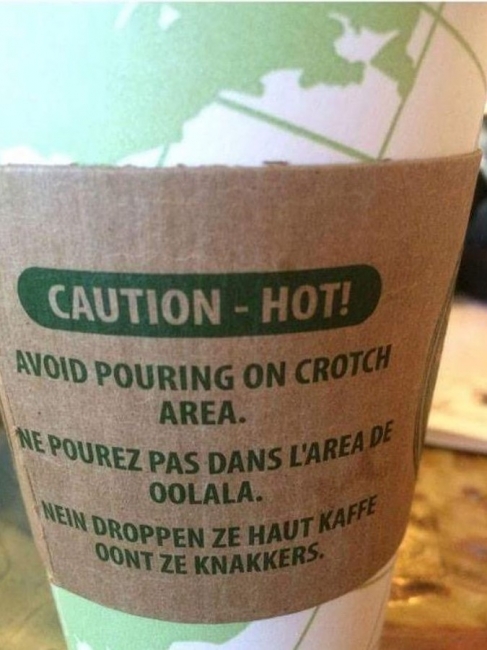 CAUTION - HOT!
AVOID POURING ON CROTCH
AREA.
NE POUREZ PAS DANS L'AREA DE
OOLALA.
NEIN DROPPEN ZE HAUT KAFFE
OONT ZE KNAKKERS.